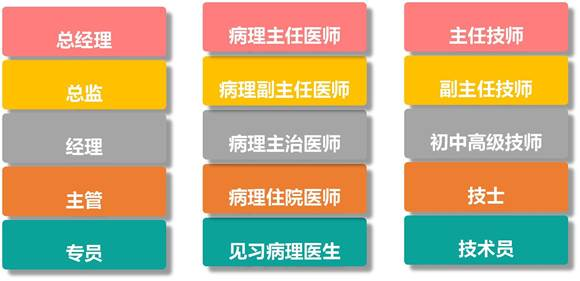 总经理
病理主任医师
主任技师
总监
病理副主任医师
副主任技师
经理
病理主治医师
初中高级技师
主管
病理住院医师
技士
专员
见习病理医生
技术员